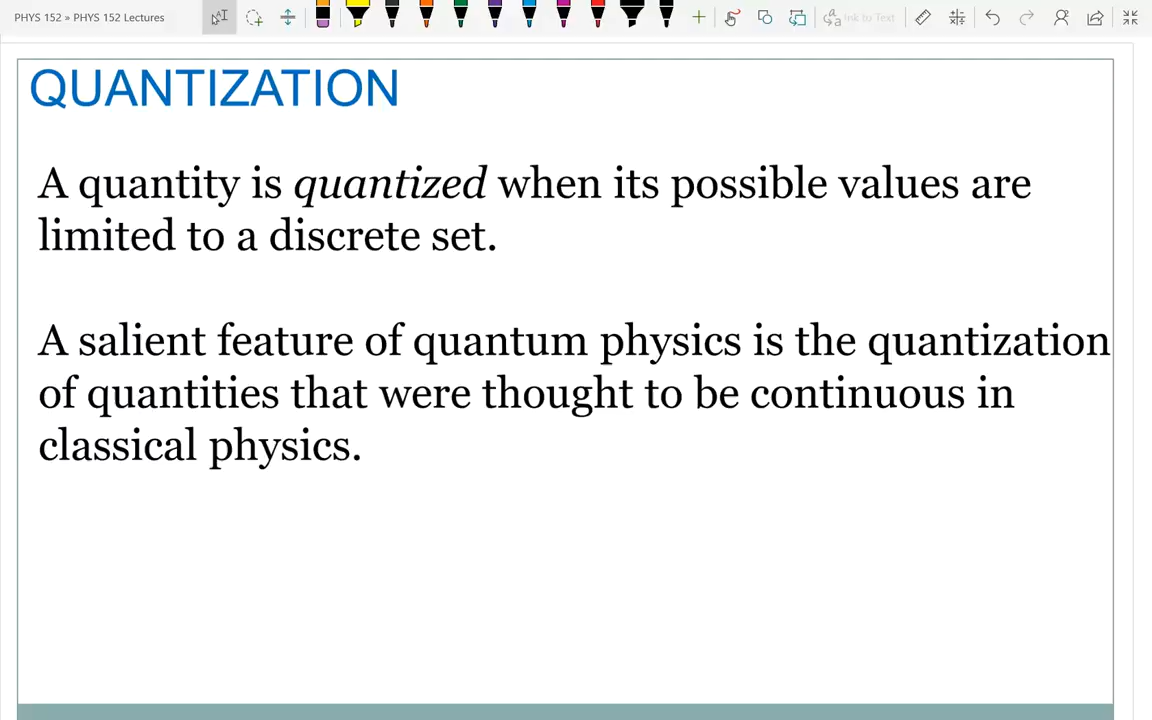 PHYS 152 » PHYS 152 Lectures
Ink to Text
QUANTIZATION
A quantity is quantized when its possible values are
limited to a discrete set.
A salient feature of quantum physics is the quantization
of quantities that were thought to be continuous in
classical physics.